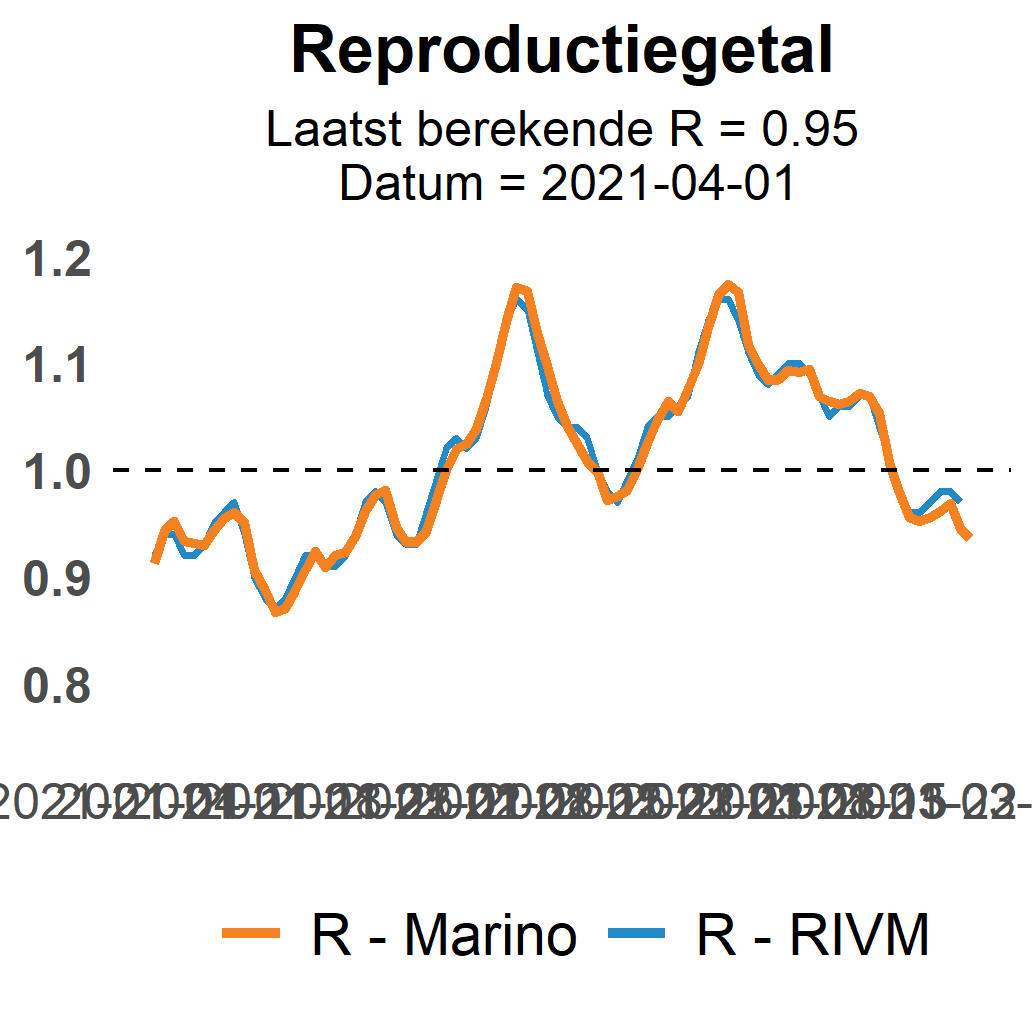 Reproductiegetal
Laatst berekende R = 0.95
Datum = 2021-04-01
1.2
1.1
1.0
0.9
0.8
R - Marino
R - RIVM